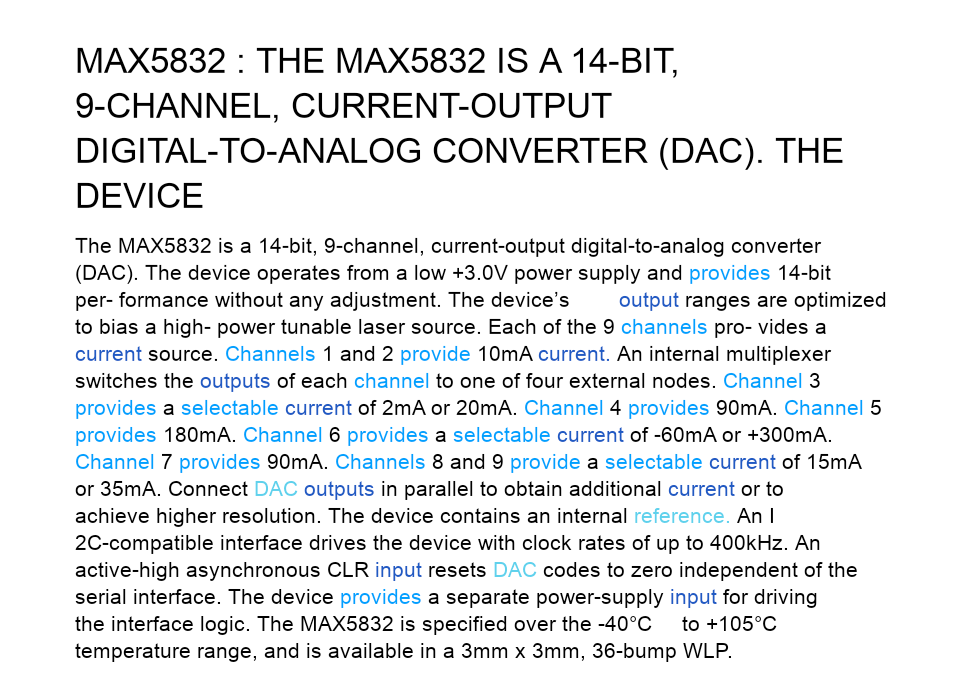 MAX5832 : THE MAX5832 IS A 14-BIT,
9-CHANNEL, CURRENT-OUTPUT
DIGITAL-TO-ANALOG CONVERTER (DAC). THE
DEVICE
The MAX5832 is a 14-bit, 9-channel, current-output digital-to-analog converter
(DAC). The device operates from a low +3.0V power supply and provides 14-bit
per- formance without any adjustment. The device’s output ranges are optimized
to bias a high- power tunable laser source. Each of the 9 channels pro- vides a
current source. Channels 1 and 2 provide 10mA current. An internal multiplexer
switches the outputs of each channel to one of four external nodes. Channel 3
provides a selectable current of 2mA or 20mA. Channel 4 provides 90mA. Channel 5
provides 180mA. Channel 6 provides a selectable current of -60mA or +300mA.
Channel 7 provides 90mA. Channels 8 and 9 provide a selectable current of 15mA
or 35mA. Connect DAC outputs in parallel to obtain additional current or to
achieve higher resolution. The device contains an internal reference. An I
2C-compatible interface drives the device with clock rates of up to 400kHz. An
active-high asynchronous CLR input resets DAC codes to zero independent of the
serial interface. The device provides a separate power-supply input for driving
the interface logic. The MAX5832 is specified over the -40°C to +105°C
temperature range, and is available in a 3mm x 3mm, 36-bump WLP.